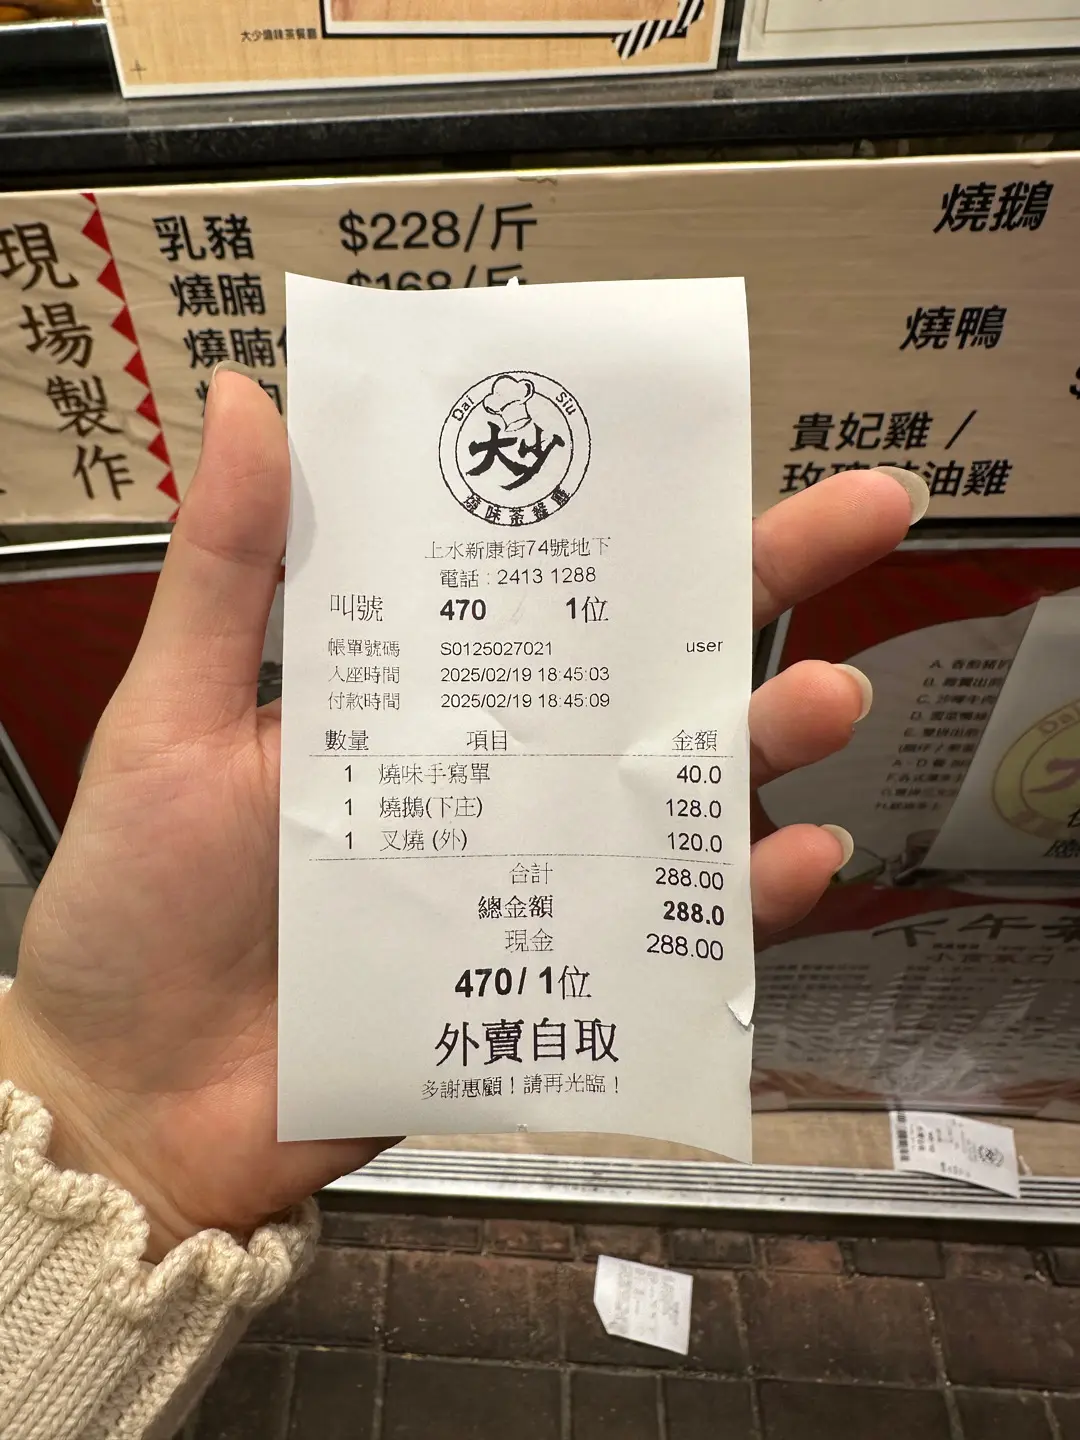 大少燒味茶餐廳
現場製作
乳豬 $228/斤
燒腩 $168/斤
燒腩
燒鵝
燒鴨
貴妃雞 /
油雞
Dai Siu
大少
燒味茶餐廳
上水新康街74號地下
電話 : 2413 1288
叫號 470 1位
帳單號碼 S0125027021 user
入座時間 2025/02/19 18:45:03
付款時間 2025/02/19 18:45:09
數量 項目 金額
1 燒味手寫單 40.0
1 燒鵝(下庄) 128.0
1 叉燒 (外) 120.0
合計 288.00
總金額 288.0
現金 288.00
470/ 1位
外賣自取
多謝惠顧！請再光臨！
下午